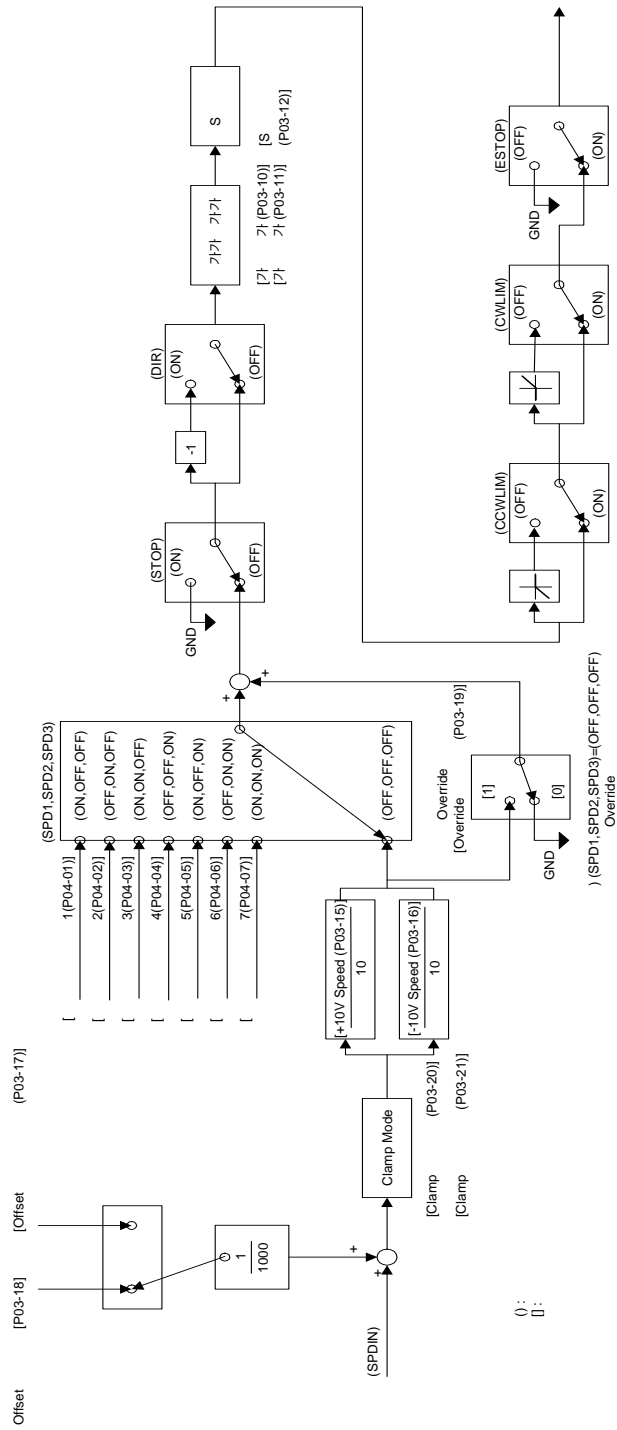 Offset
[P03-18]
[Offset
(P03-17)]
1
1000
+
+
(SPDIN)
Clamp Mode
[Clamp
(P03-20)]
[Clamp
(P03-21)]
[+10V Speed (P03-15)]
10
[-10V Speed (P03-16)]
10
[
1(P04-01)]
[
2(P04-02)]
[
3(P04-03)]
[
4(P04-04)]
[
5(P04-05)]
[
6(P04-06)]
[
7(P04-07)]
(SPD1,SPD2,SPD3)
(ON,OFF,OFF)
(OFF,ON,OFF)
(ON,ON,OFF)
(OFF,OFF,ON)
(ON,OFF,ON)
(OFF,ON,ON)
(ON,ON,ON)
(OFF,OFF,OFF)
+
+
Override
[Override
(P03-19)]
[1]
[0]
GND
) (SPD1,SPD2,SPD3)=(OFF,OFF,OFF)
Override
(STOP)
(ON)
(OFF)
GND
-1
(DIR)
(ON)
(OFF)
가가 가가
[가 가 (P03-10)]
[가 가 (P03-11)]
S
[S
(P03-12)]
(CCWLIM)
(OFF)
(ON)
(CWLIM)
(OFF)
(ON)
(ESTOP)
(OFF)
(ON)
GND
() :
[] :